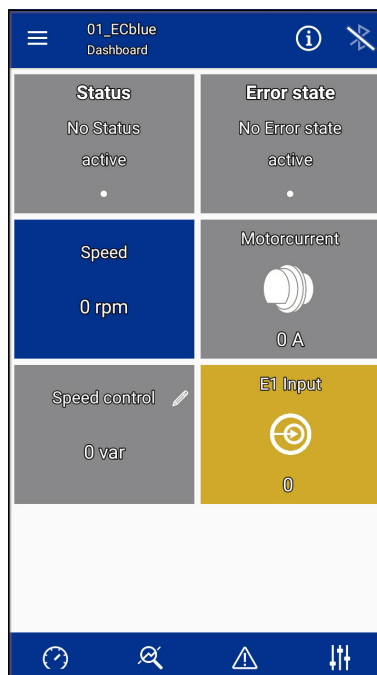 01_ECblue
Dashboard
Status
No Status
active
Error state
No Error state
active
Speed
0 rpm
Motorcurrent
0 A
Speed control
0 var
E1 Input
0